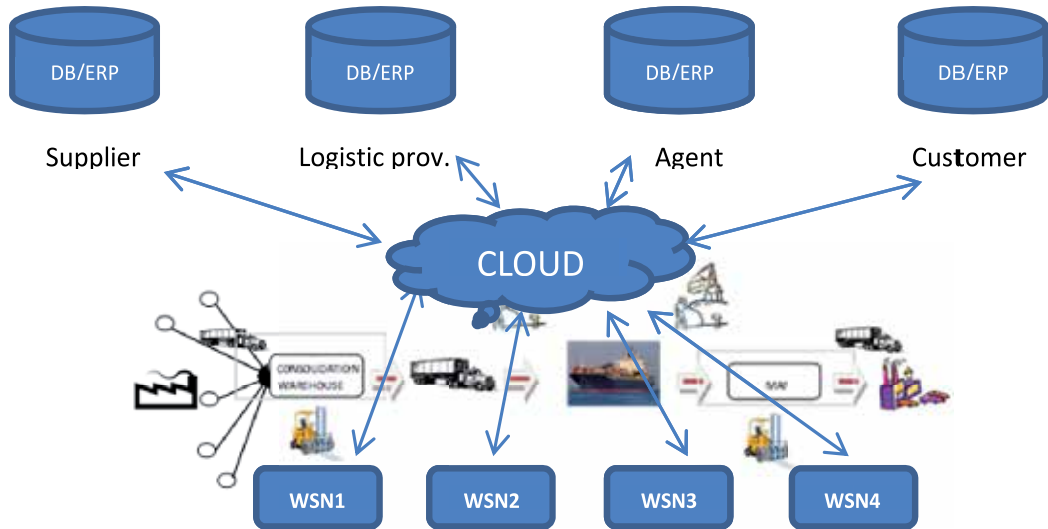 DB/ERP
DB/ERP
DB/ERP
DB/ERP
Supplier
Logistic prov.
Agent
Customer
CLOUD
CONSOLIDATION
WAREHOUSE
WSN1
WSN2
WSN3
WSN4